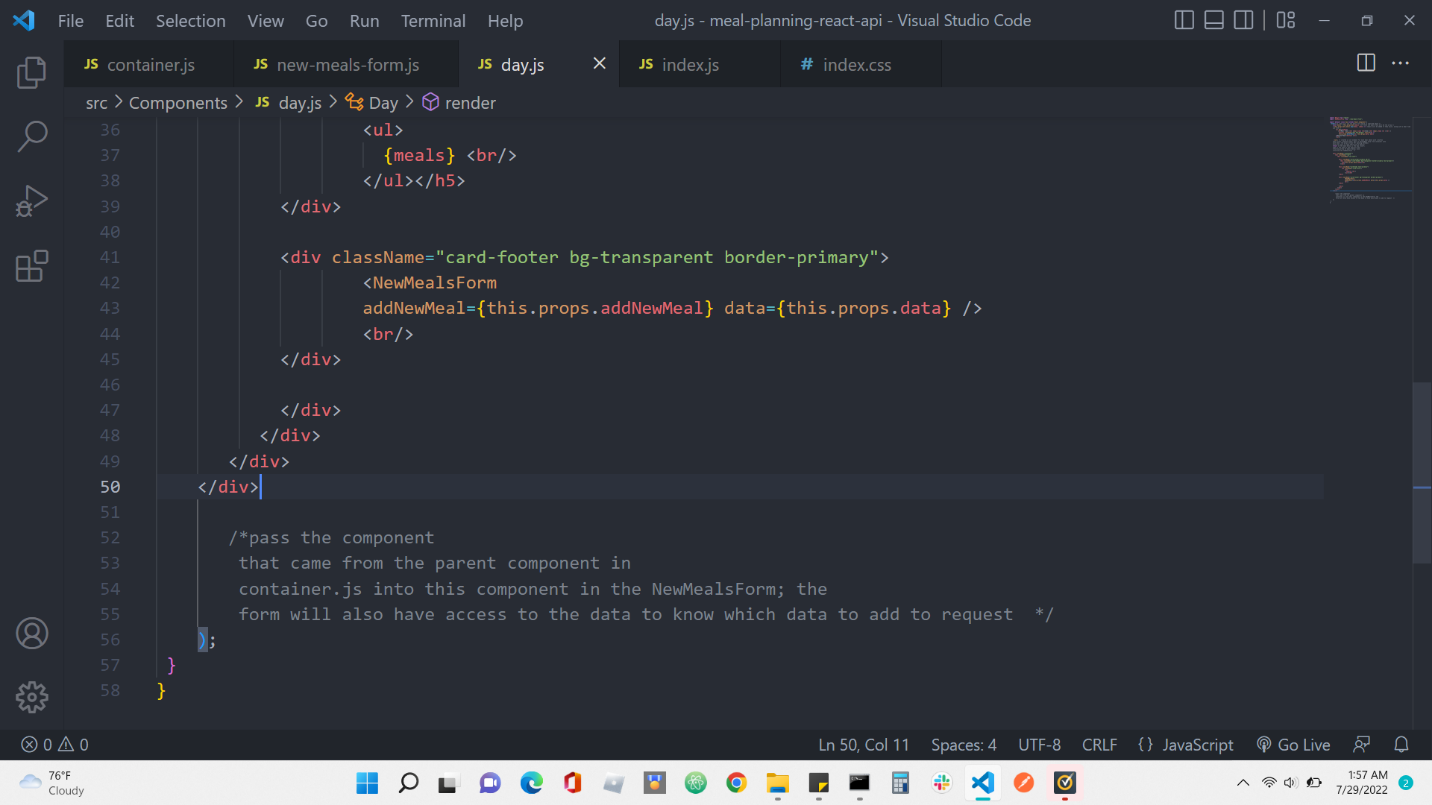 File Edit Selection View Go Run Terminal Help day.js - meal-planning-react-api - Visual Studio Code
JS container.js JS new-meals-form.js JS day.js JS index.js # index.css
src > Components > JS day.js > Day > render
36 <ul>
37 {meals} <br/>
38 </ul></h5>
39 </div>
40
41 <div className="card-footer bg-transparent border-primary">
42 <NewMealsForm
43 addNewMeal={this.props.addNewMeal} data={this.props.data} />
44 <br/>
45 </div>
46
47 </div>
48 </div>
49 </div>
50 </div>
51
52 /*pass the component
53 that came from the parent component in
54 container.js into this component in the NewMealsForm; the
55 form will also have access to the data to know which data to add to request */
56 );
57 }
58 }
0 0 Ln 50, Col 11 Spaces: 4 UTF-8 CRLF {} JavaScript Go Live
76°F
Cloudy
1:57 AM
7/29/2022
2